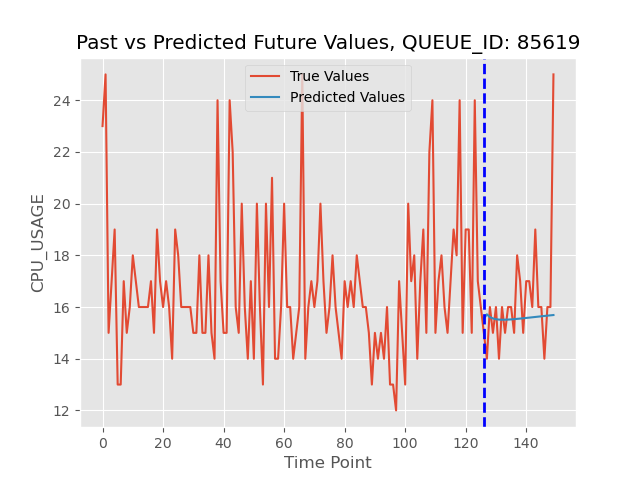 Past vs Predicted Future Values, QUEUE_ID: 85619
True Values
Predicted Values
24
22
20
18
16
14
12
CPU_USAGE
0 20 40 60 80 100 120 140
Time Point